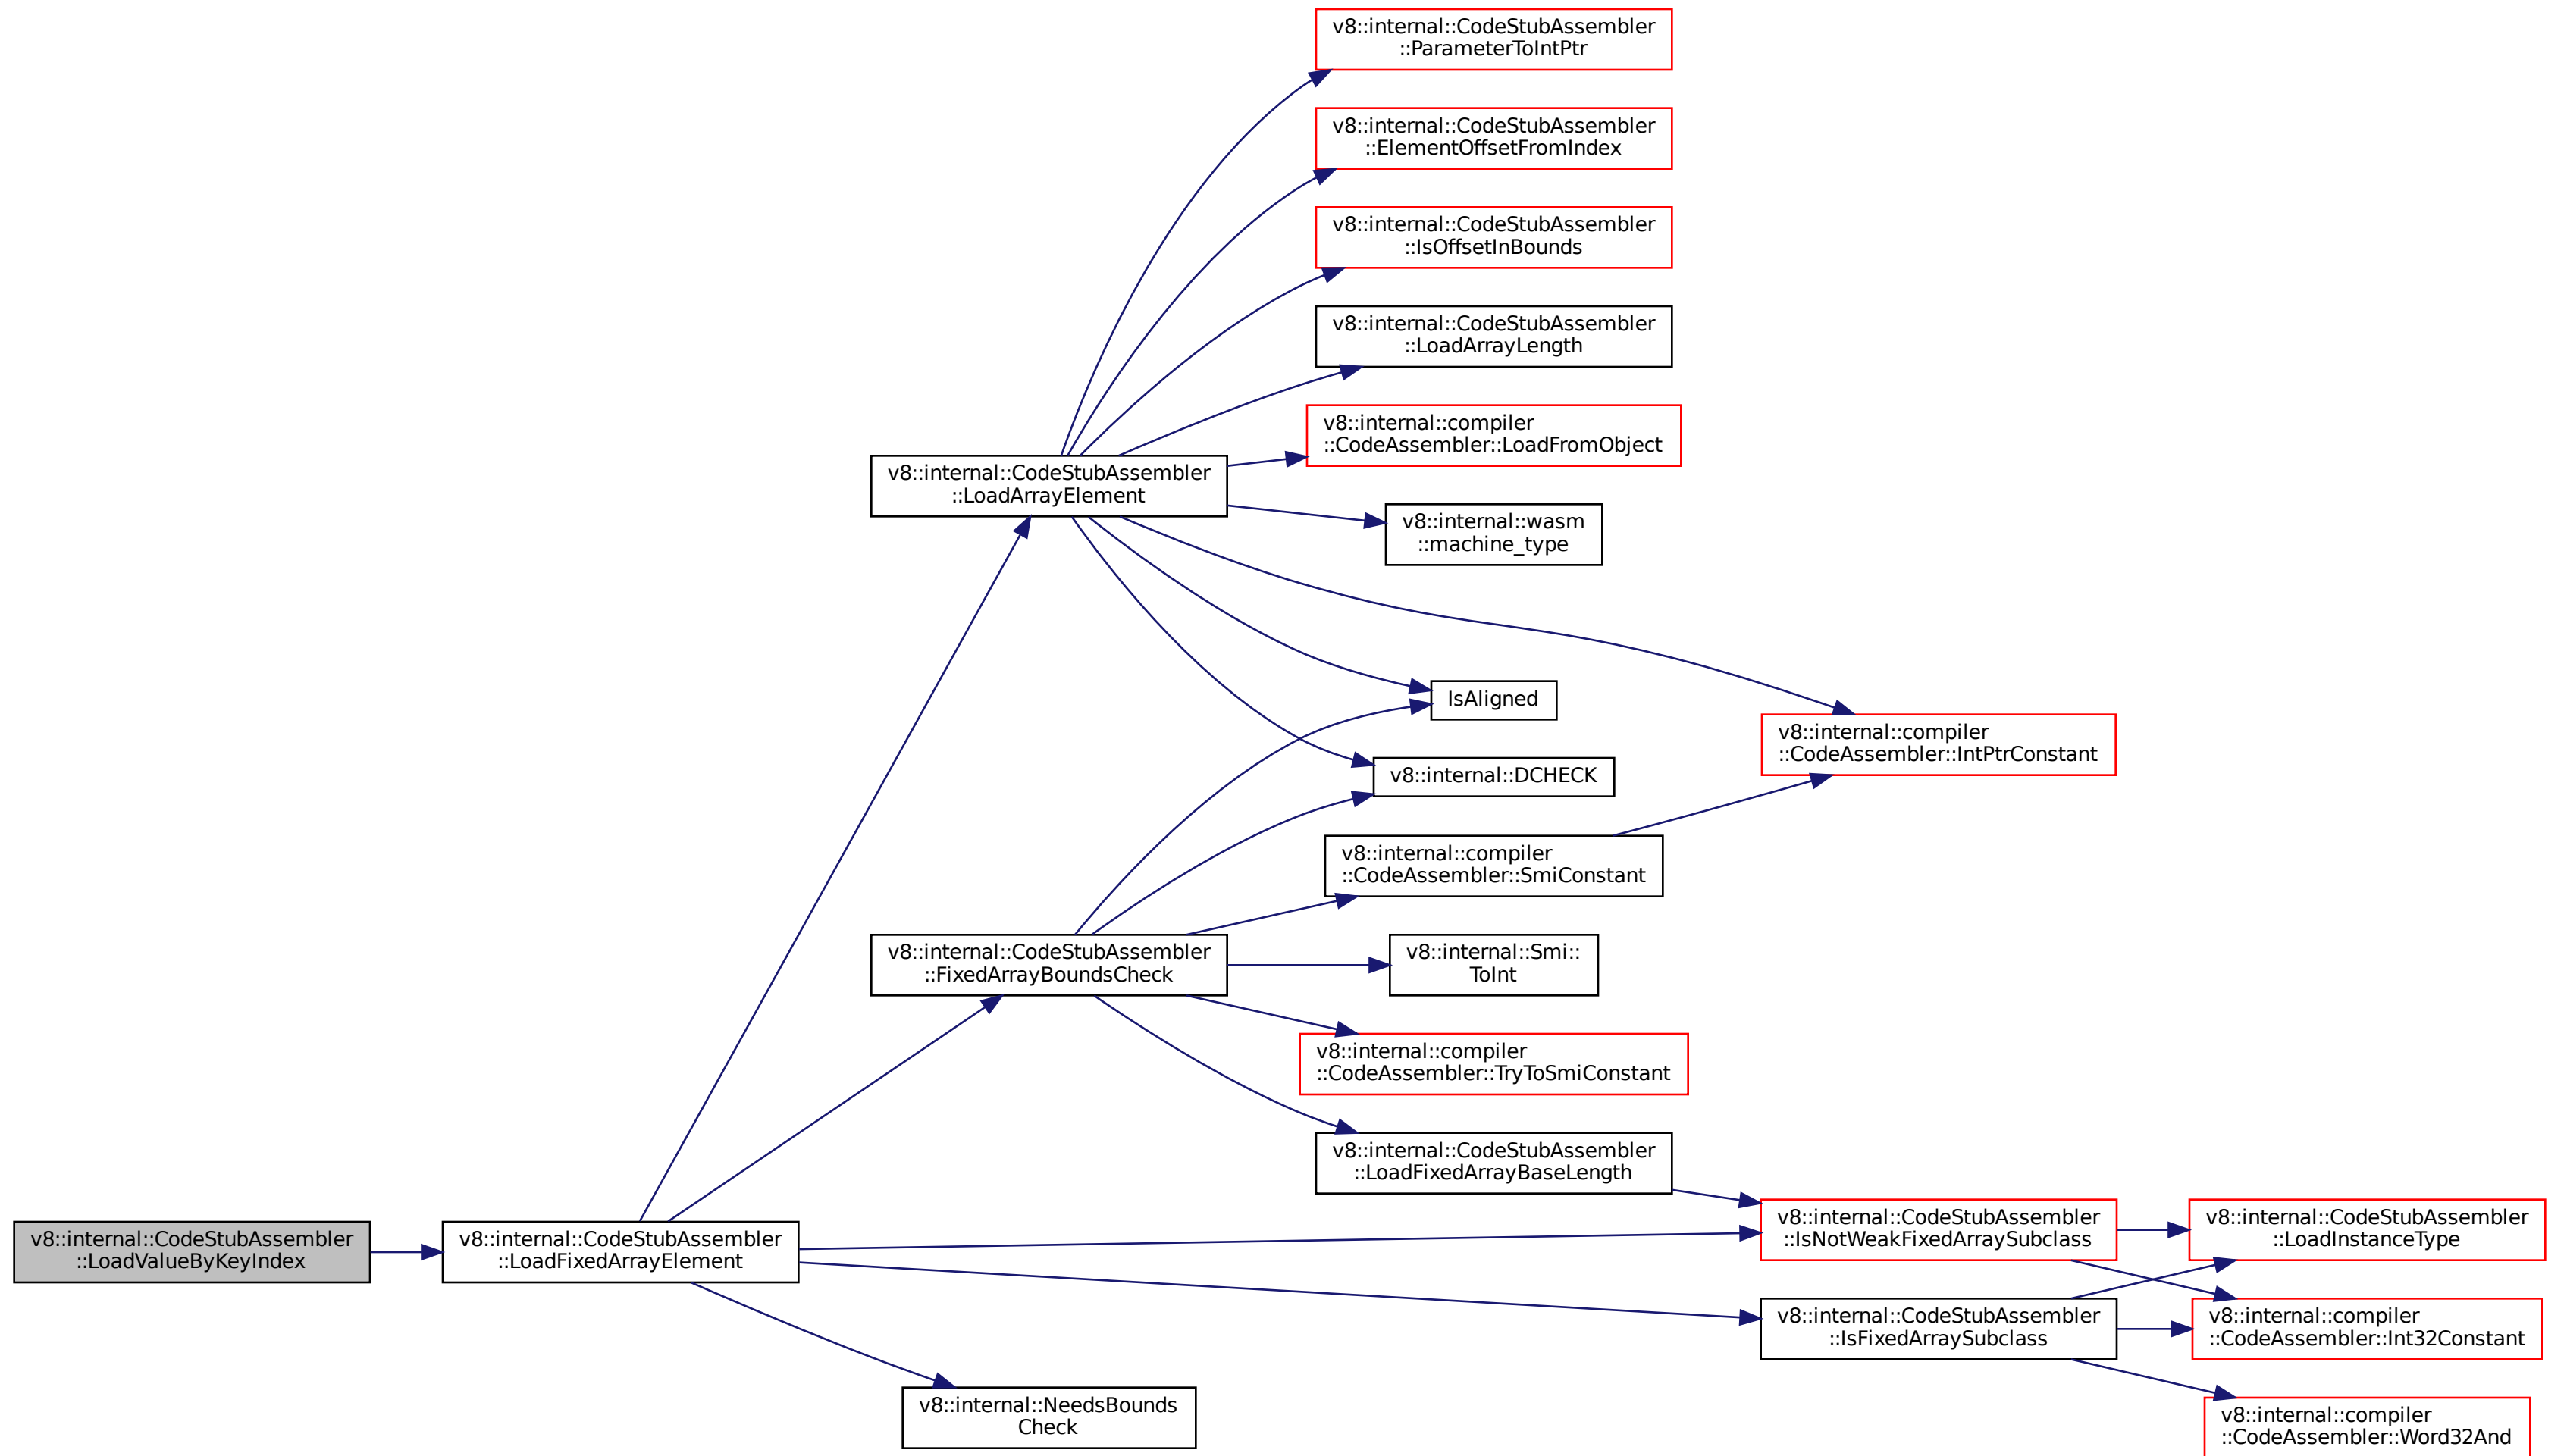 v8::internal::CodeStubAssembler
::ParameterToIntPtr
v8::internal::CodeStubAssembler
::ElementOffsetFromIndex
v8::internal::CodeStubAssembler
::IsOffsetInBounds
v8::internal::CodeStubAssembler
::LoadArrayLength
v8::internal::compiler
::CodeAssembler::LoadFromObject
v8::internal::CodeStubAssembler
::LoadArrayElement
v8::internal::wasm
::machine_type
IsAligned
v8::internal::compiler
::CodeAssembler::IntPtrConstant
v8::internal::DCHECK
v8::internal::compiler
::CodeAssembler::SmiConstant
v8::internal::CodeStubAssembler
::FixedArrayBoundsCheck
v8::internal::Smi::
ToInt
v8::internal::compiler
::CodeAssembler::TryToSmiConstant
v8::internal::CodeStubAssembler
::LoadFixedArrayBaseLength
v8::internal::CodeStubAssembler
::LoadValueByKeyIndex
v8::internal::CodeStubAssembler
::LoadFixedArrayElement
v8::internal::CodeStubAssembler
::IsNotWeakFixedArraySubclass
v8::internal::CodeStubAssembler
::LoadInstanceType
v8::internal::CodeStubAssembler
::IsFixedArraySubclass
v8::internal::compiler
::CodeAssembler::Int32Constant
v8::internal::NeedsBounds
Check
v8::internal::compiler
::CodeAssembler::Word32And